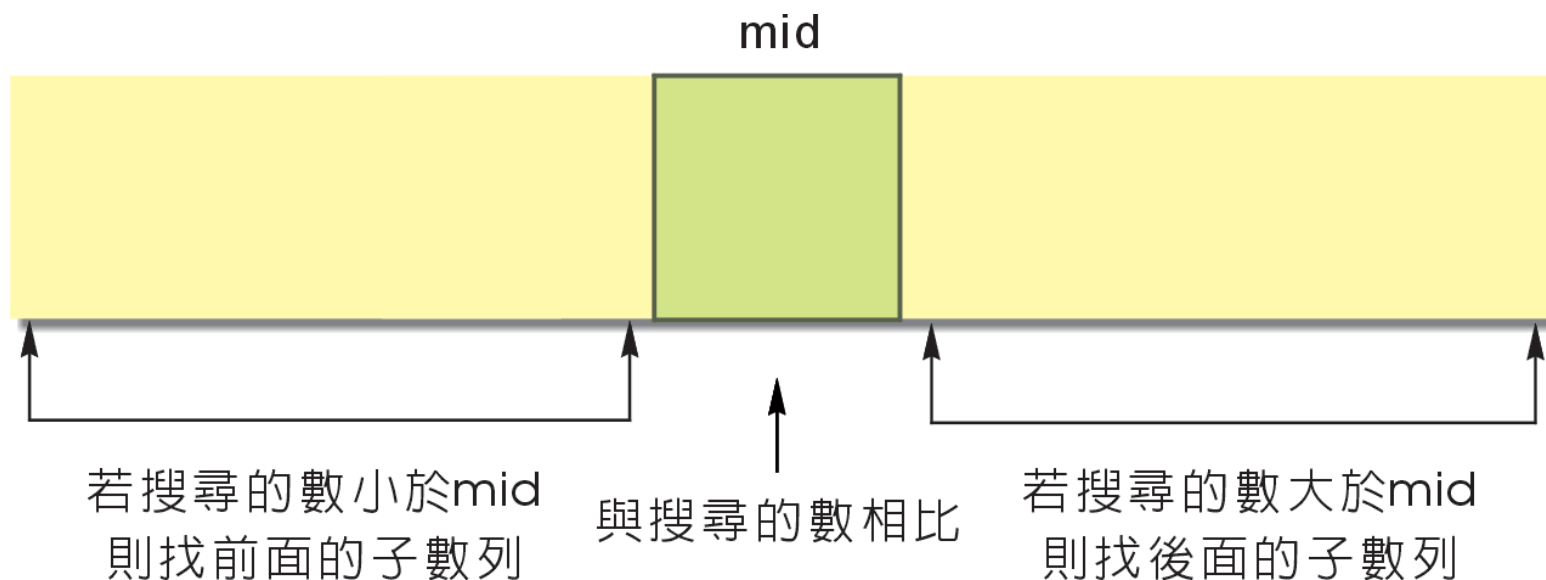 mid
若搜尋的數小於mid
則找前面的子數列
與搜尋的數相比
若搜尋的數大於mid
則找後面的子數列